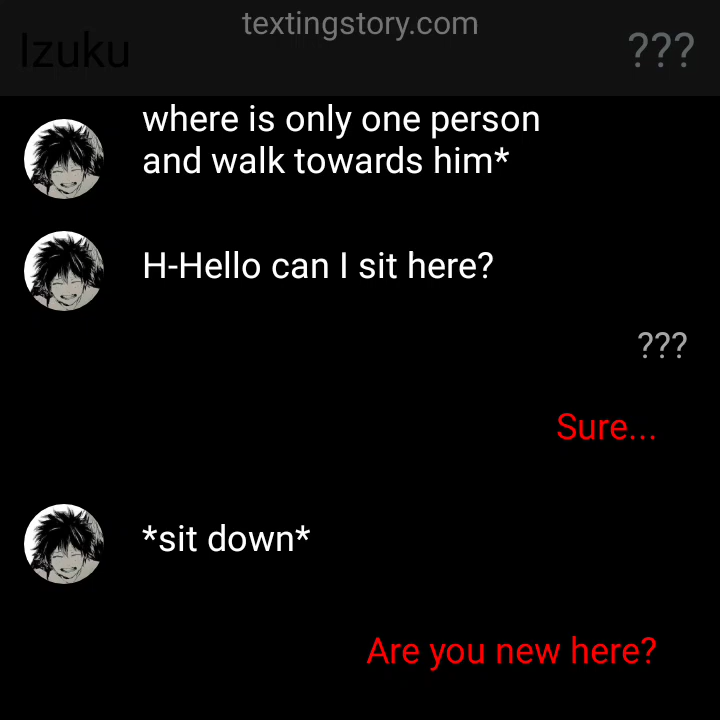 textingstory.com
Izuku
???
where is only one person
and walk towards him*
H-Hello can I sit here?
???
Sure...
*sit down*
Are you new here?